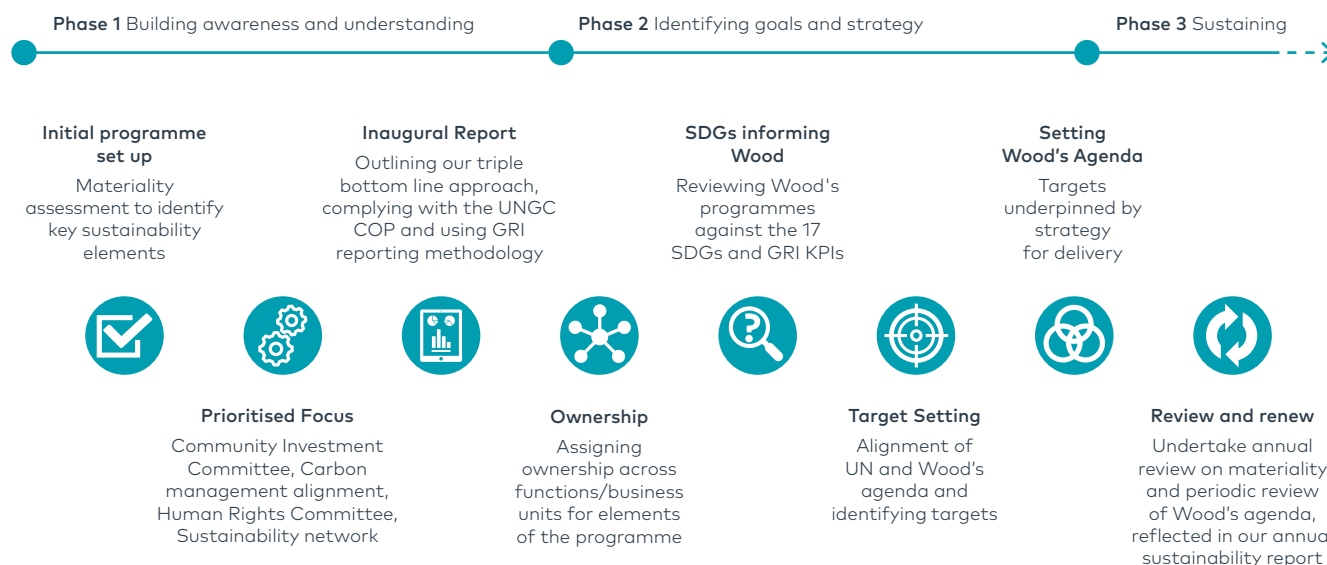 Phase 1 Building awareness and understanding
Phase 2 Identifying goals and strategy
Phase 3 Sustaining
Initial programme
set up
Materiality
assessment to identify
key sustainability
elements
Inaugural Report
Outlining our triple
bottom line approach,
complying with the UNGC
COP and using GRI
reporting methodology
SDGs informing
Wood
Reviewing Wood's
programmes
against the 17
SDGs and GRI KPIs
Setting
Wood's Agenda
Targets
underpinned by
strategy
for delivery
?
Prioritised Focus
Community Investment
Committee, Carbon
management alignment,
Human Rights Committee,
Sustainability network
Ownership
Assigning
ownership across
functions/business
units for elements
of the programme
Target Setting
Alignment of
UN and Wood's
agenda and
identifying targets
Review and renew
Undertake annual
review on materiality
and periodic review
of Wood's agenda,
reflected in our annua
sustainability report